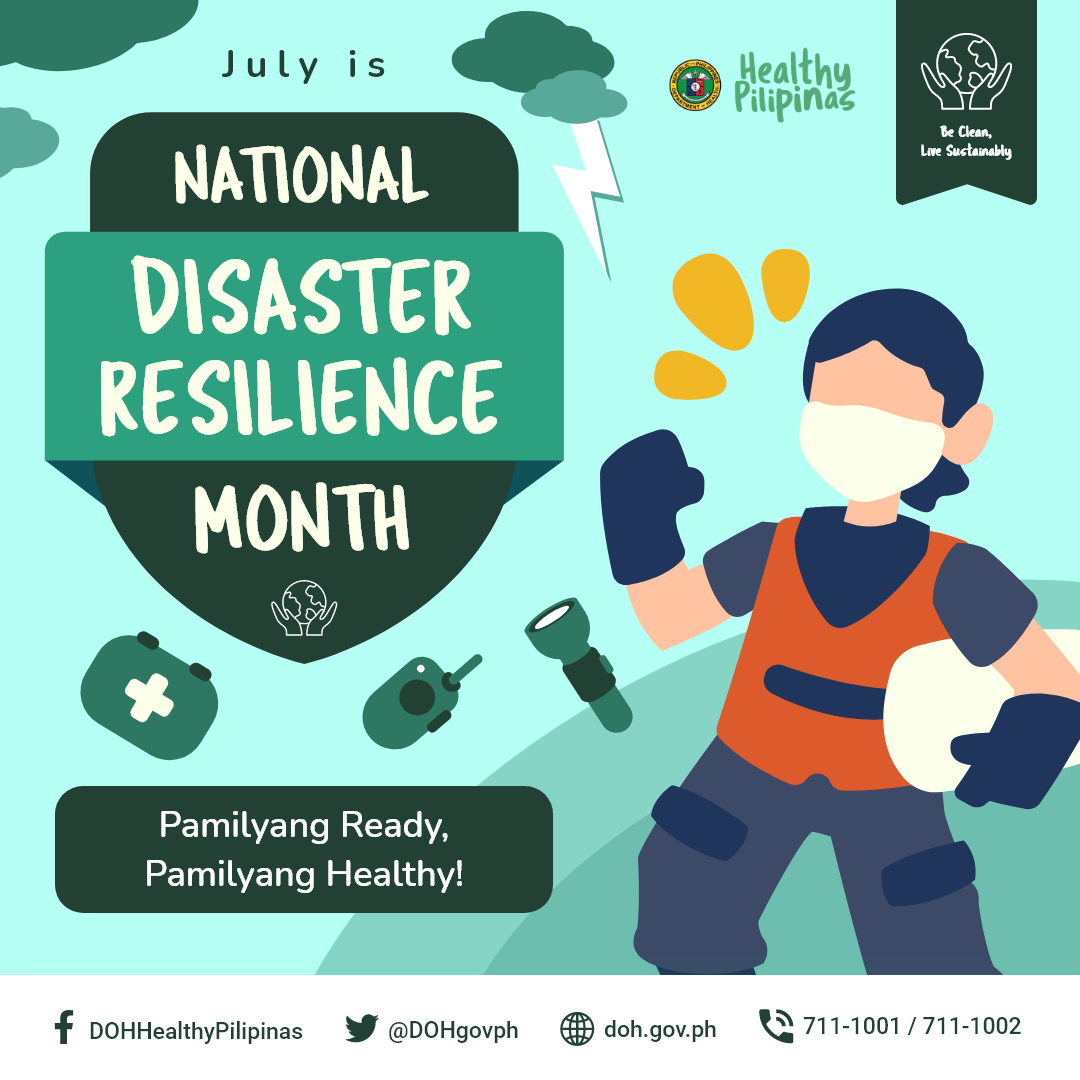 July is
NATIONAL
DISASTER
RESILIENCE
MONTH
Healthy
Pilipinas
Be Clean,
Live Sustainably
Pamilyang Ready,
Pamilyang Healthy!
DOHHealthyPilipinas
@DOHgovph
doh.gov.ph
711-1001 / 711-1002